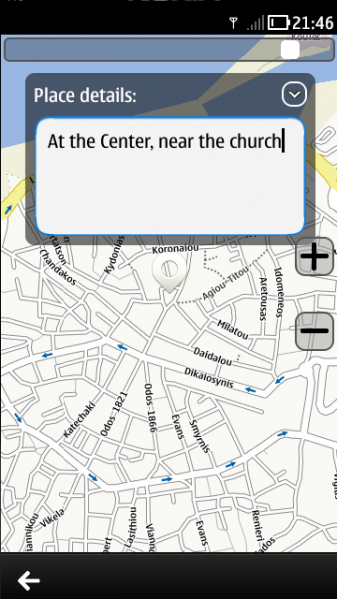 21:46
Place details:
At the Center, near the church
Koronaiou
Kydonias
Chandakos
Agiou-Titou
Idomeneos
Aretousas
Milatou
Daidalou
Dikaiosynis
Katechaki
Odos-1821
Odos-1866
Evans
Smyrnis
Vikela
Lasithiou
Evans
Renieri